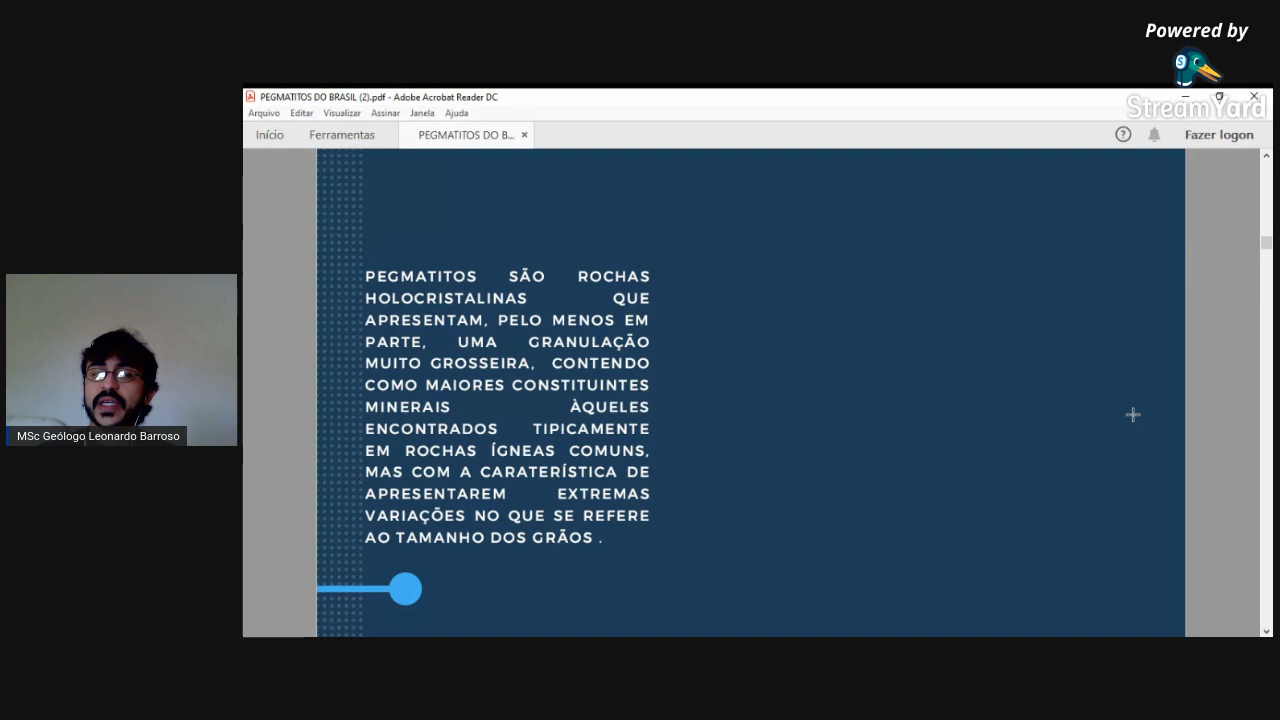 Powered by
StreamYard
PEGMATITOS DO BRASIL (2).pdf - Adobe Acrobat Reader DC
Arquivo Editar Visualizar Assinar Janela Ajuda
Início Ferramentas PEGMATITOS DO B... Fazer logon
PEGMATITOS SÃO ROCHAS
HOLOCRISTALINAS QUE
APRESENTAM, PELO MENOS EM
PARTE, UMA GRANULAÇÃO
MUITO GROSSEIRA, CONTENDO
COMO MAIORES CONSTITUINTES
MINERAIS ÀQUELES
ENCONTRADOS TIPICAMENTE
EM ROCHAS ÍGNEAS COMUNS,
MAS COM A CARATERÍSTICA DE
APRESENTAREM EXTREMAS
VARIAÇÕES NO QUE SE REFERE
AO TAMANHO DOS GRÃOS .
MSc Geólogo Leonardo Barroso